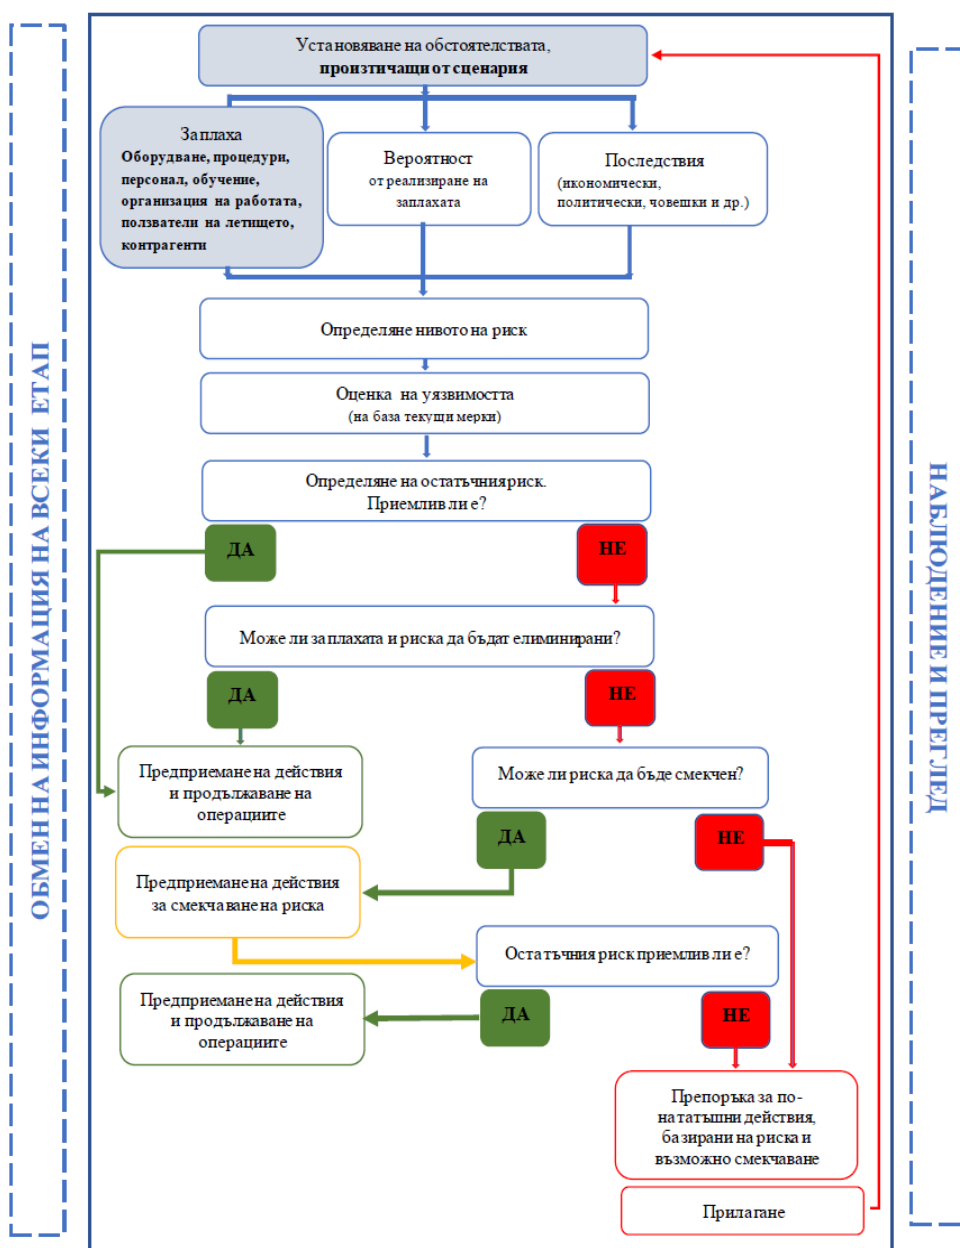 ОБМЕН НА ИНФОРМАЦИЯ НА ВСЕКИ ЕТАП
Установяване на обстоятелствата,
произтичащи от сценария
Заплаха
Оборудване, процедури,
персонал, обучение,
организация на работата,
ползватели на летището,
контрагенти
Вероятност
от реализиране на
заплахата
Последствия
(икономически,
политически, човешки и др.)
Определяне нивото на риск
Оценка на уязвимостта
(на база текущи мерки)
Определяне на остатъчния риск.
Приемлив ли е?
ДА
НЕ
Може ли заплахата и риска да бъдат елиминирани?
ДА
НЕ
Предприемане на действия
и продължаване на
операциите
Може ли риска да бъде смекчен?
ДА
НЕ
Предприемане на действия
за смекчаване на риска
Остатъчния риск приемлив ли е?
Предприемане на действия
и продължаване на
операциите
ДА
НЕ
Препоръка за по-
нататъшни действия,
базирани на риска и
възможно смекчаване
Прилагане
НАБЛЮДЕНИЕ И ПРЕГЛЕД